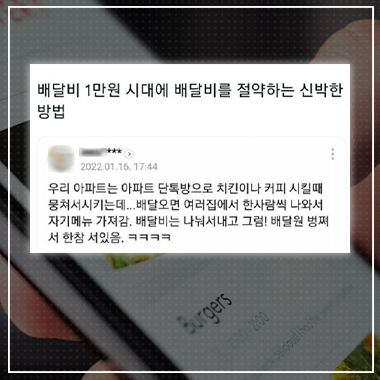 배달비 1만원 시대에 배달비를 절약하는 신박한
방법
***
2022.01.16. 17:44
우리 아파트는 아파트 단톡방으로 치킨이나 커피 시킬때
뭉쳐서시키는데...배달오면 여러집에서 한사람씩 나와서
자기메뉴 가져감. 배달비는 나눠서내고 그럼! 배달원 벙쪄
서 한참 서있음. ㅋㅋㅋㅋ
Burgers